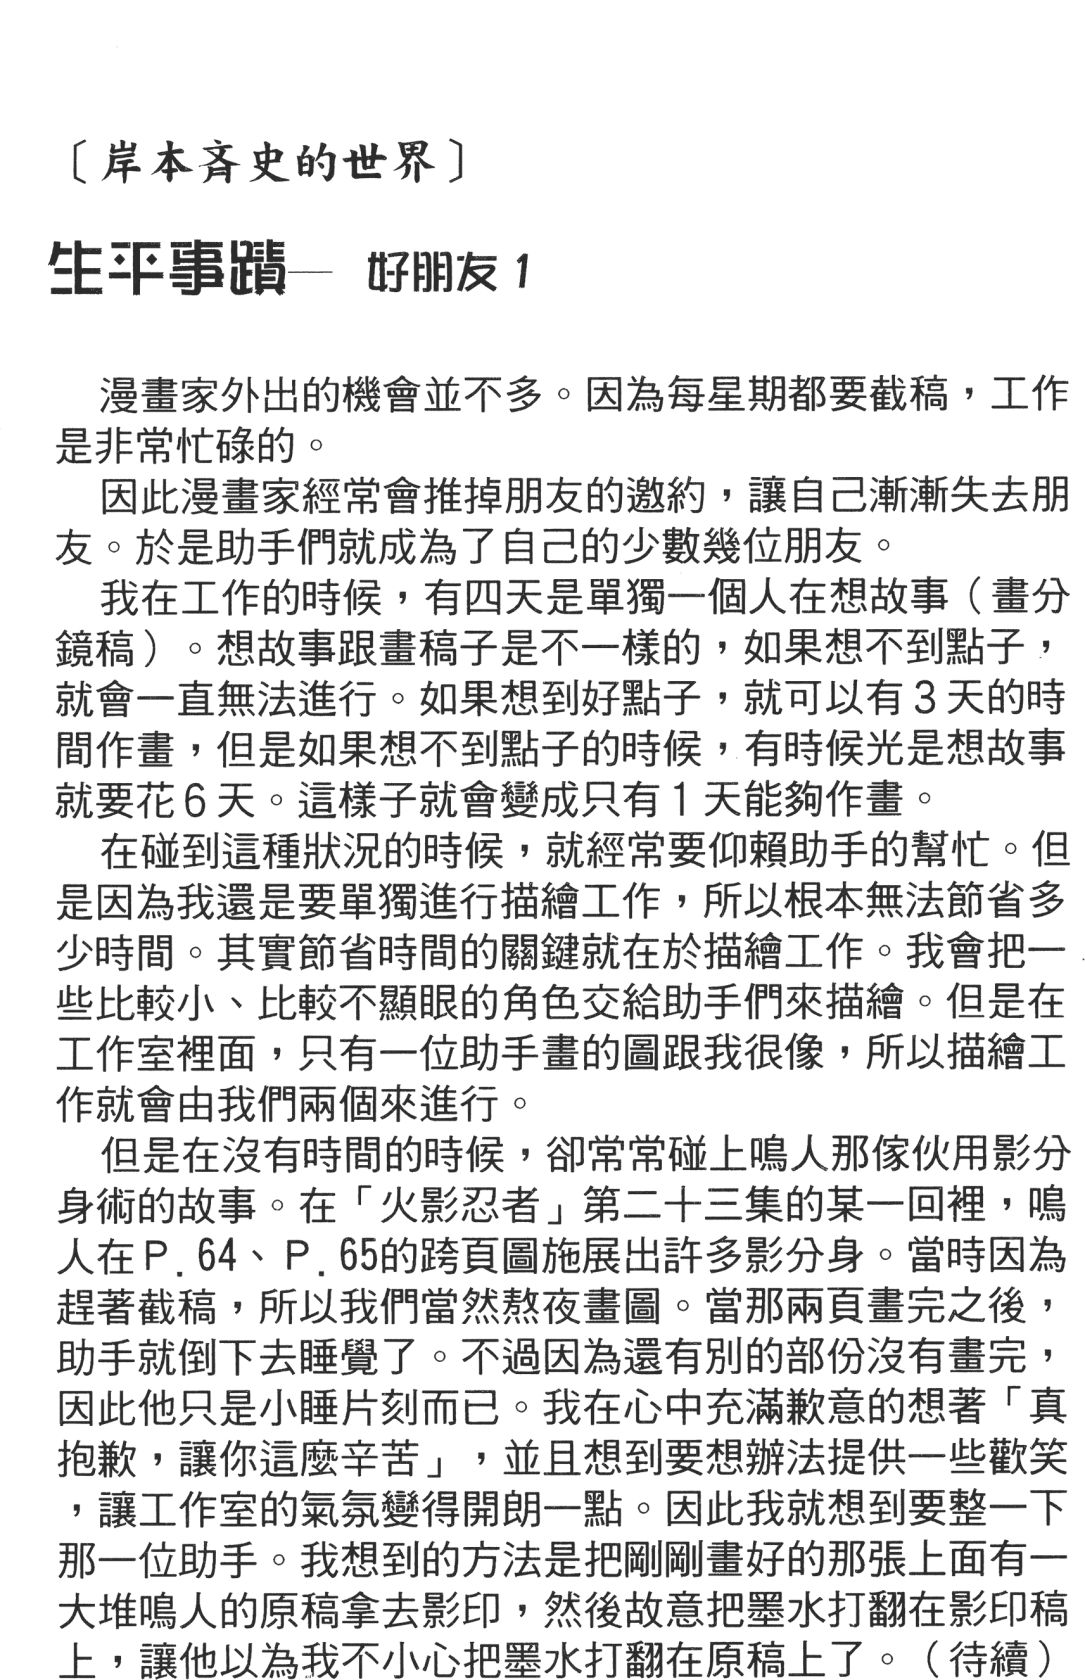 〔岸本斉史的世界〕
生平事蹟— 好朋友1
漫畫家外出的機會並不多。因為每星期都要截稿，工作
是非常忙碌的。
因此漫畫家經常會推掉朋友的邀約，讓自己漸漸失去朋
友。於是助手們就成為了自己的少數幾位朋友。
我在工作的時候，有四天是單獨一個人在想故事（畫分
鏡稿）。想故事跟畫稿子是不一樣的，如果想不到點子，
就會一直無法進行。如果想到好點子，就可以有3天的時
間作畫，但是如果想不到點子的時候，有時候光是想故事
就要花6天。這樣子就會變成只有1天能夠作畫。
在碰到這種狀況的時候，就經常要仰賴助手的幫忙。但
是因為我還是要單獨進行描繪工作，所以根本無法節省多
少時間。其實節省時間的關鍵就在於描繪工作。我會把一
些比較小、比較不顯眼的角色交給助手們來描繪。但是在
工作室裡面，只有一位助手畫的圖跟我很像，所以描繪工
作就會由我們兩個來進行。
但是在沒有時間的時候，卻常常碰上鳴人那傢伙用影分
身術的故事。在「火影忍者」第二十三集的某一回裡，鳴
人在P.64、P.65的跨頁圖施展出許多影分身。當時因為
趕著截稿，所以我們當然熬夜畫圖。當那兩頁畫完之後，
助手就倒下去睡覺了。不過因為還有別的部份沒有畫完，
因此他只是小睡片刻而已。我在心中充滿歉意的想著「真
抱歉，讓你這麼辛苦」，並且想到要想辦法提供一些歡笑
，讓工作室的氣氛變得開朗一點。因此我就想到要整一下
那一位助手。我想到的方法是把剛剛畫好的那張上面有一
大堆鳴人的原稿拿去影印，然後故意把墨水打翻在影印稿
上，讓他以為我不小心把墨水打翻在原稿上了。（待續）